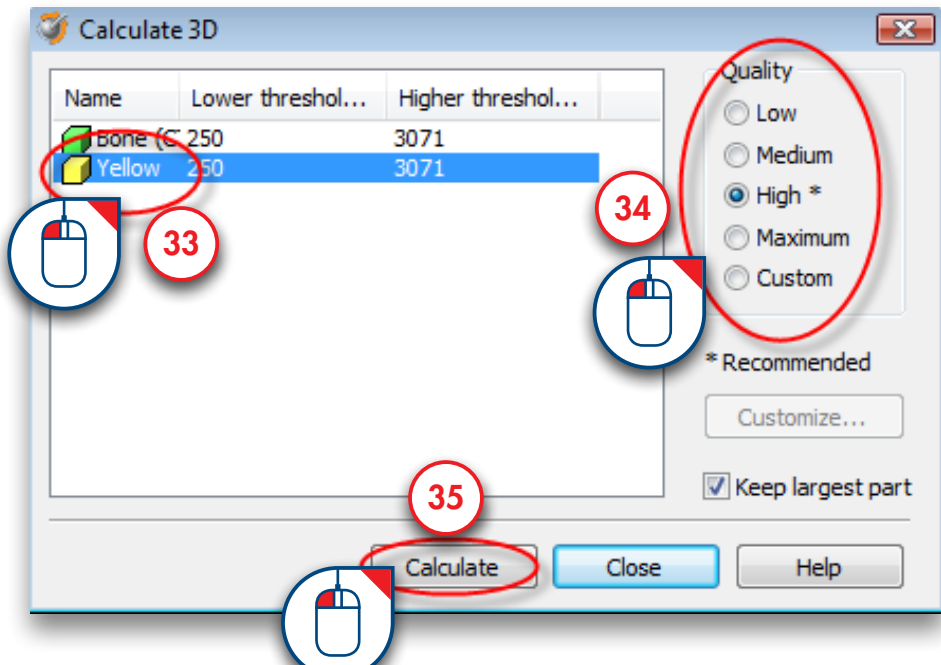 Calculate 3D
Name Lower threshol... Higher threshol...
Bone (C 250 3071
Yellow 250 3071
33
Quality
Low
Medium
High *
Maximum
Custom
34
* Recommended
Customize...
Keep largest part
35
Calculate Close Help